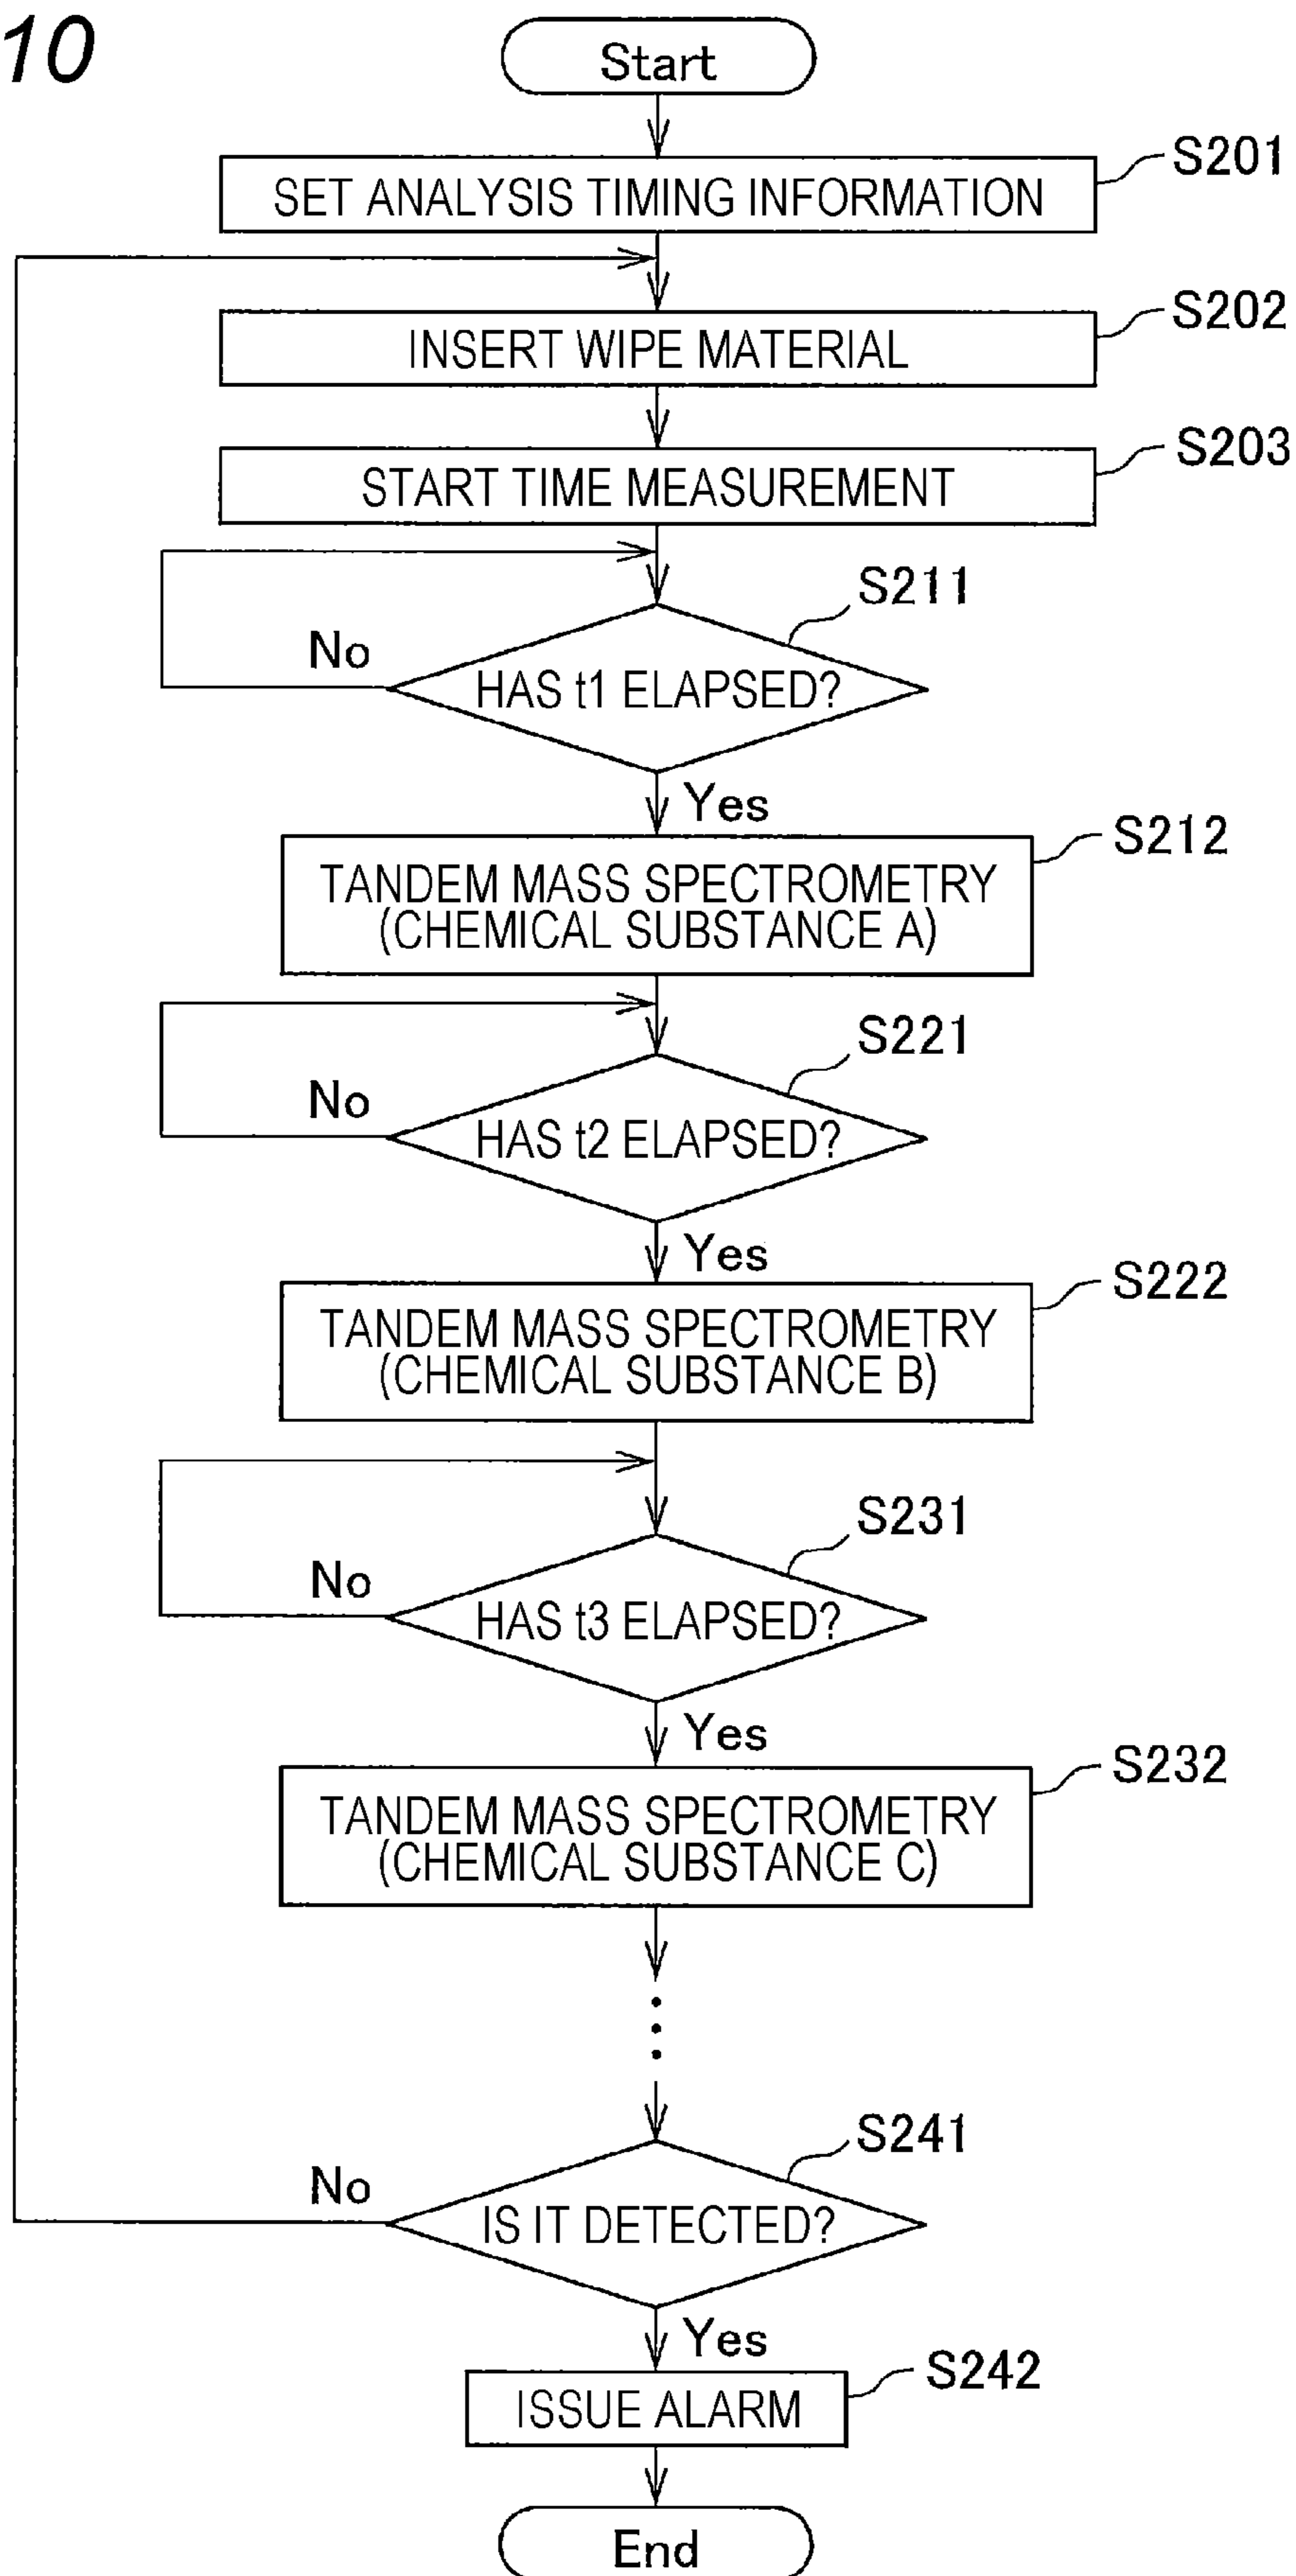 10
Start
S201
SET ANALYSIS TIMING INFORMATION
S202
INSERT WIPE MATERIAL
S203
START TIME MEASUREMENT
S211
No
HAS t1 ELAPSED?
Yes
S212
TANDEM MASS SPECTROMETRY
(CHEMICAL SUBSTANCE A)
S221
No
HAS t2 ELAPSED?
Yes
S222
TANDEM MASS SPECTROMETRY
(CHEMICAL SUBSTANCE B)
S231
No
HAS t3 ELAPSED?
Yes
S232
TANDEM MASS SPECTROMETRY
(CHEMICAL SUBSTANCE C)
S241
No
IS IT DETECTED?
Yes
S242
ISSUE ALARM
End